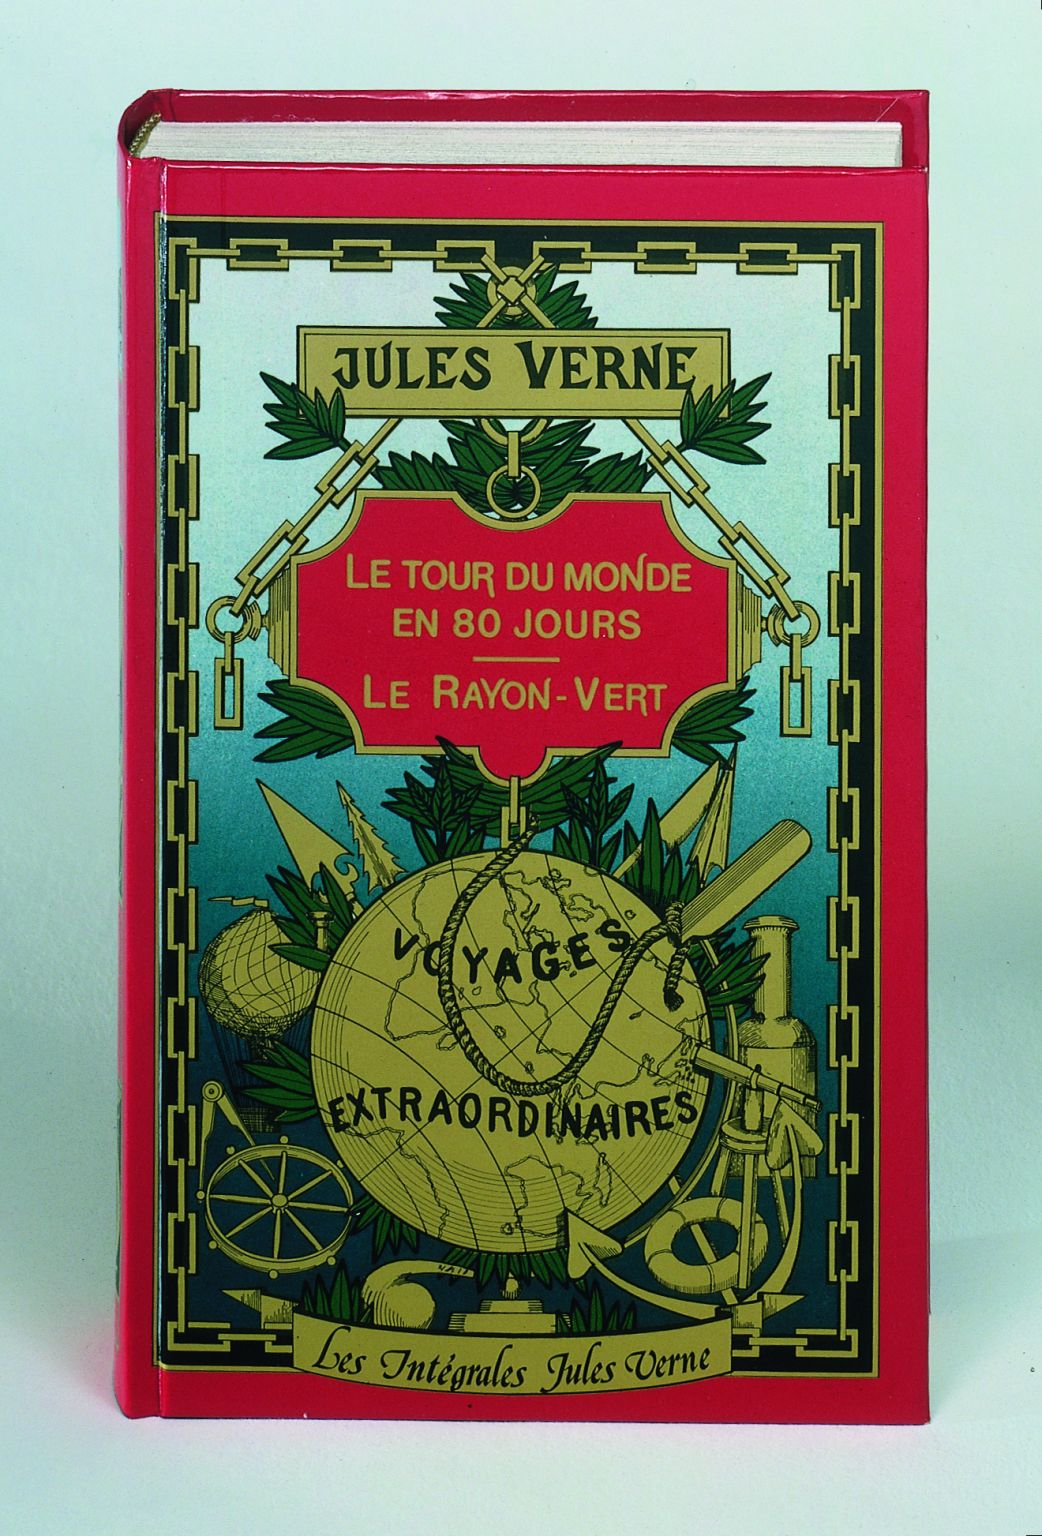 JULES VERNE
LE TOUR DU MONDE
EN 80 JOURS
LE RAYON-VERT
VOYAGES
EXTRAORDINAIRES
Les Intégrales Jules Verne